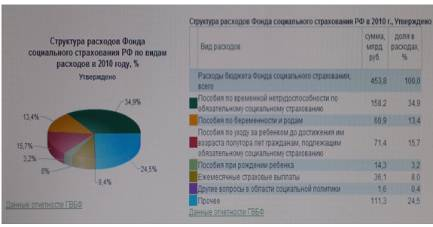 Структура расходов Фонда
социального страхования РФ по видам
расходов в 2010 году, %
Утверждено
34,9%
13,4%
15,7%
3,2%
8%
0,4%
24,5%
Данные отчетности ГВБФ
Структура расходов Фонда социального страхования РФ в 2010 г., Утверждено
Вид расходов
сумма, млрд. руб.
доля в расходах, %
Расходы бюджета Фонда социального страхования, всего 453,8 100,0
Пособия по временной нетрудоспособности по обязательному социальному страхованию 158,2 34,9
Пособия по беременности и родам 60,9 13,4
Пособия по уходу за ребенком до достижения им возраста полутора лет гражданам, подлежащим обязательному социальному страхованию 71,4 15,7
Пособия при рождении ребенка 14,3 3,2
Ежемесячные страховые выплаты 36,1 8,0
Другие вопросы в области социальной политики 1,6 0,4
Прочее 111,3 24,5
Данные отчетности ГВБФ